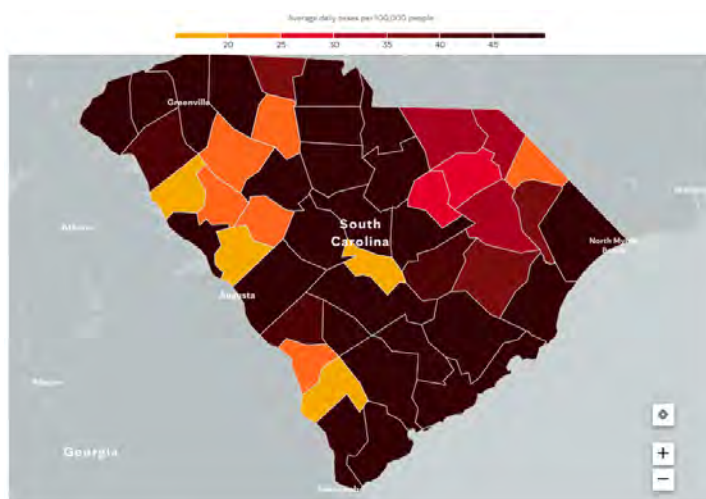 Average daily cases per 100,000 people
20 25 30 35 40 45
Greenville
Athens
South
Carolina
North Myrtle
Beach
Augusta
Georgia